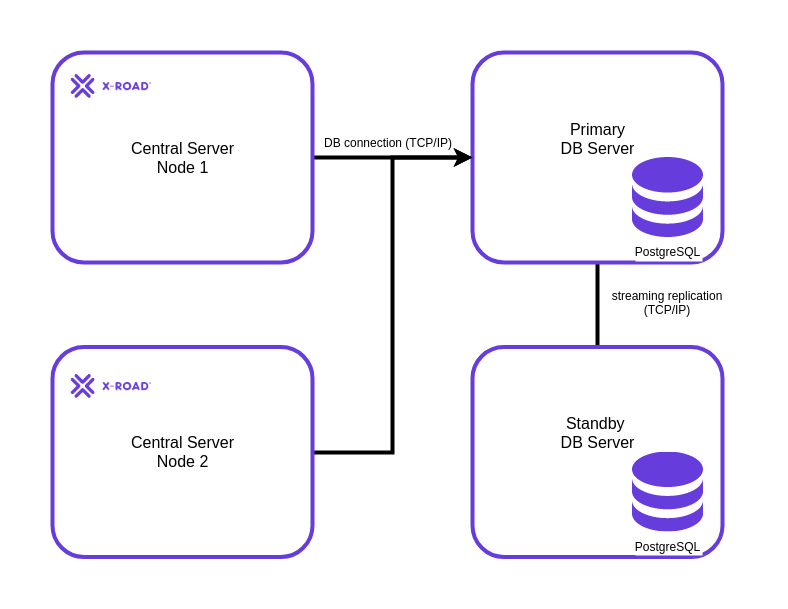 X-ROAD
Central Server
Node 1
DB connection (TCP/IP)
Primary
DB Server
PostgreSQL
streaming replication
(TCP/IP)
X-ROAD
Central Server
Node 2
Standby
DB Server
PostgreSQL